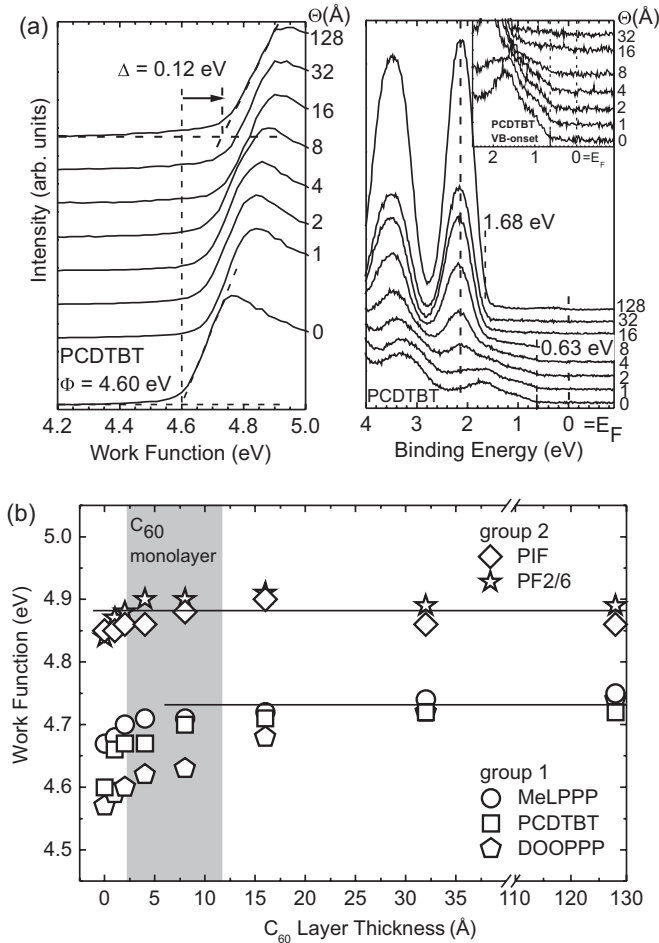 (a)
Θ(Å)
128
32
16
8
4
2
1
0
Δ = 0.12 eV
PCDTBT
Φ = 4.60 eV
Intensity (arb. units)
4.2 4.4 4.6 4.8 5.0
Work Function (eV)
Θ(Å)
32
16
8
4
2
1
0
PCDTBT
VB-onset
2 1 0=E_F
1.68 eV
128
32
16
8
0.63 eV
4
2
1
0
PCDTBT
4 3 2 1 0 =E_F
Binding Energy (eV)
(b)
C60
monolayer
group 2
PIF
PF2/6
group 1
MeLPPP
PCDTBT
DOOPPP
5.0
4.9
4.8
4.7
4.6
4.5
Work Function (eV)
0 5 10 15 20 25 30 35 110 120 130
C60 Layer Thickness (Å)